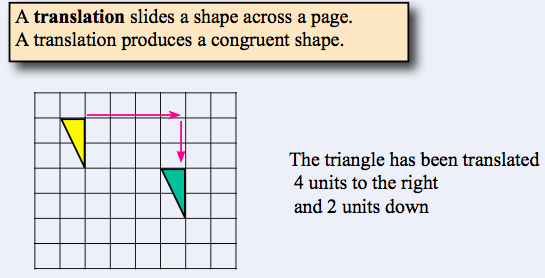 A translation slides a shape across a page.
A translation produces a congruent shape.
The triangle has been translated
4 units to the right
and 2 units down